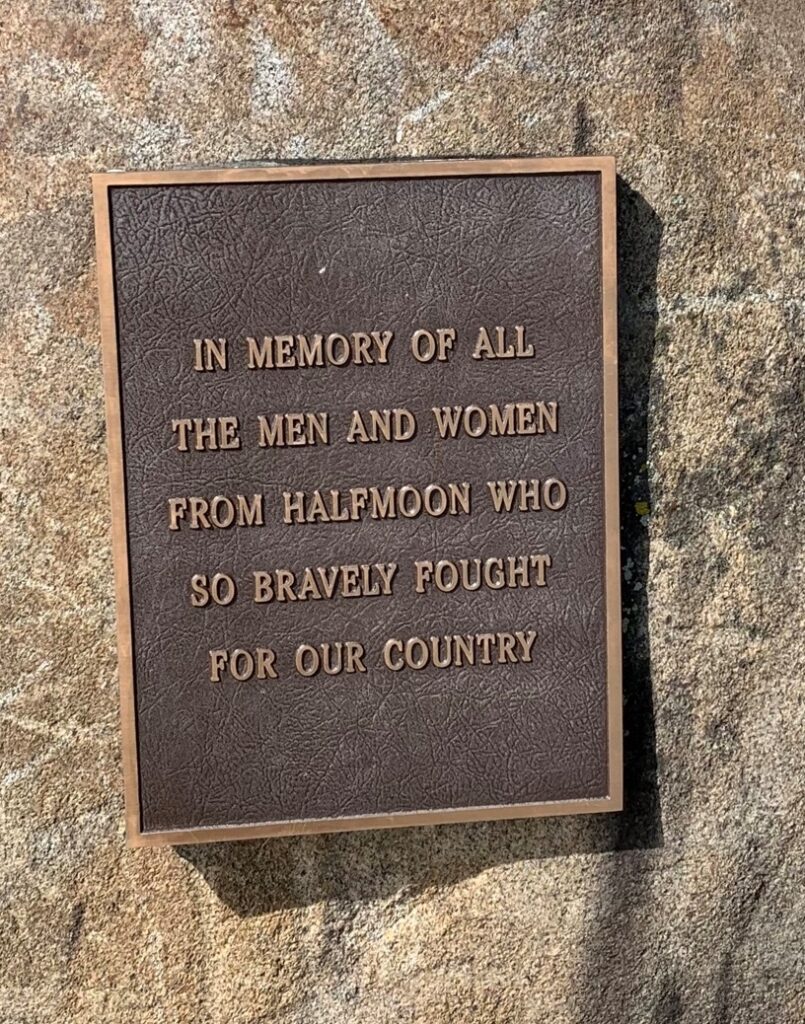 IN MEMORY OF ALL
THE MEN AND WOMEN
FROM HALFMOON WHO
SO BRAVELY FOUGHT
FOR OUR COUNTRY